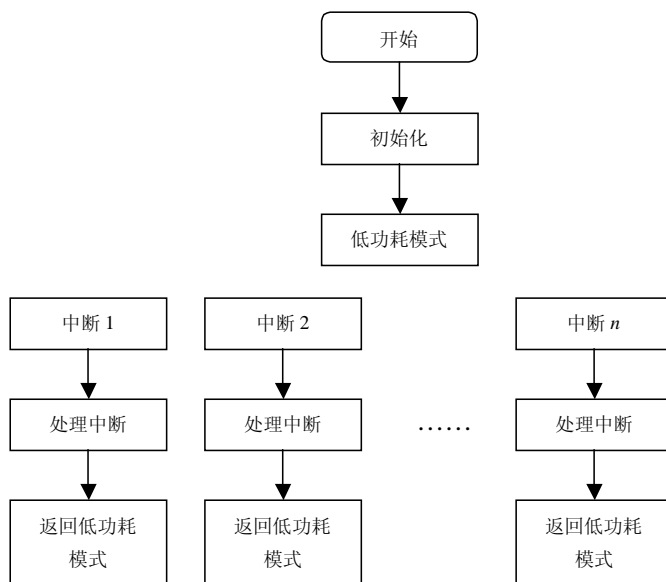 开始
初始化
低功耗模式
中断 1
中断 2
中断 n
处理中断
处理中断
……
处理中断
返回低功耗
模式
返回低功耗
模式
返回低功耗
模式